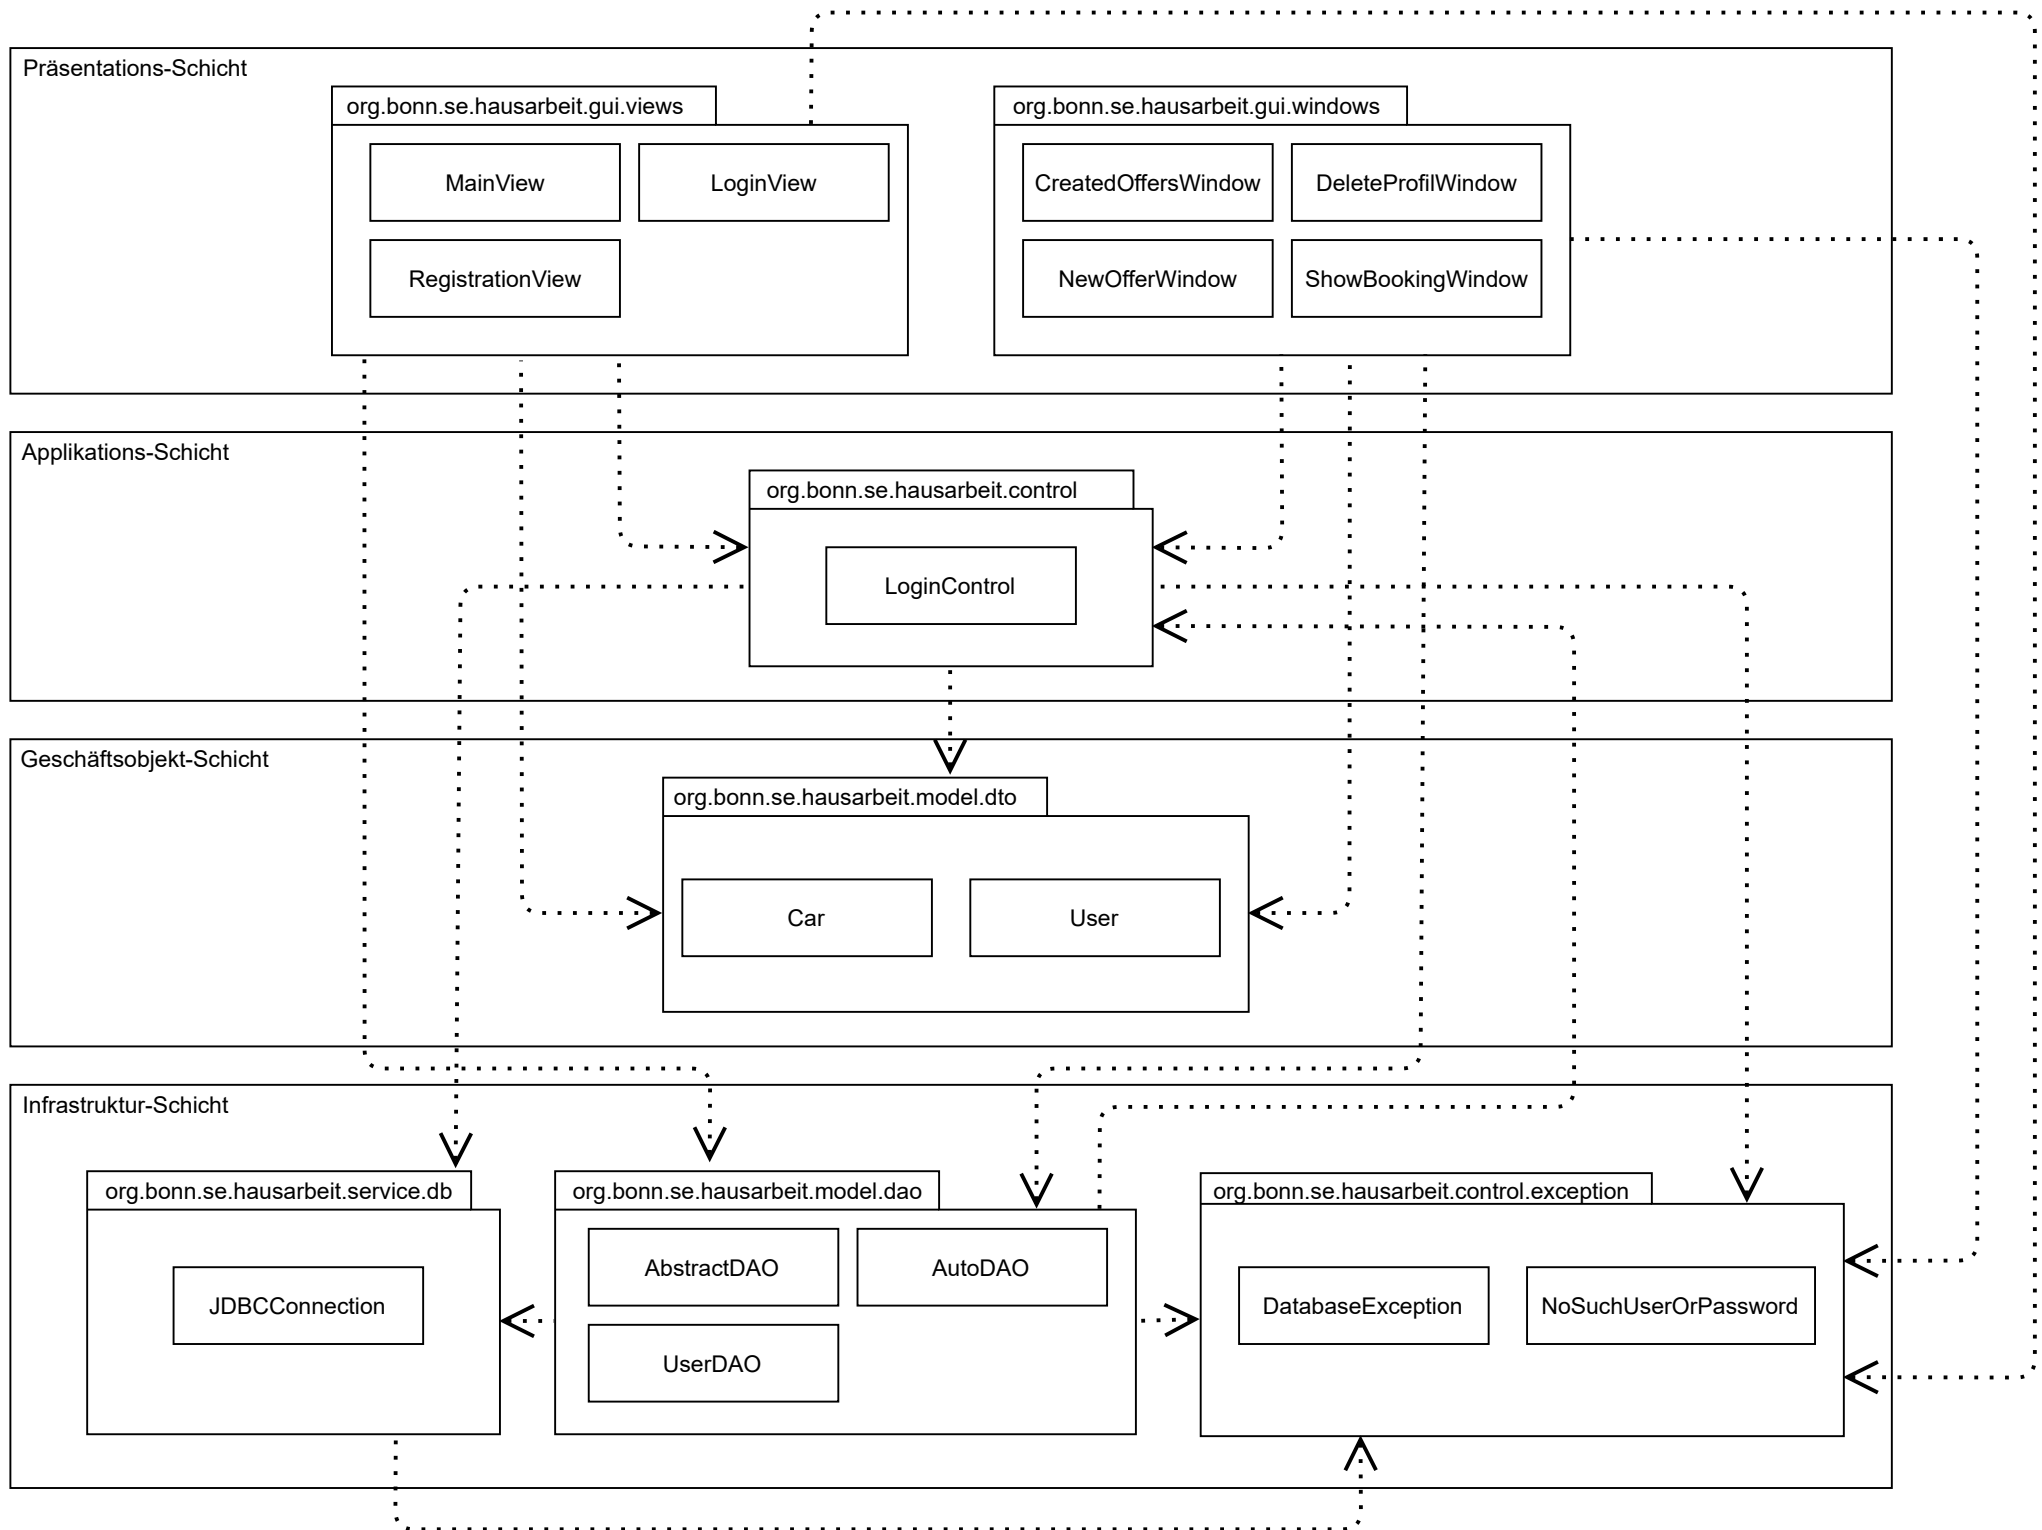 Präsentations-Schicht
org.bonn.se.hausarbeit.gui.views
org.bonn.se.hausarbeit.gui.windows
MainView
LoginView
CreatedOffersWindow
DeleteProfilWindow
RegistrationView
NewOfferWindow
ShowBookingWindow
Applikations-Schicht
org.bonn.se.hausarbeit.control
LoginControl
Geschäftsobjekt-Schicht
org.bonn.se.hausarbeit.model.dto
Car
User
Infrastruktur-Schicht
org.bonn.se.hausarbeit.service.db
org.bonn.se.hausarbeit.model.dao
org.bonn.se.hausarbeit.control.exception
JDBCConnection
AbstractDAO
AutoDAO
UserDAO
DatabaseException
NoSuchUserOrPassword